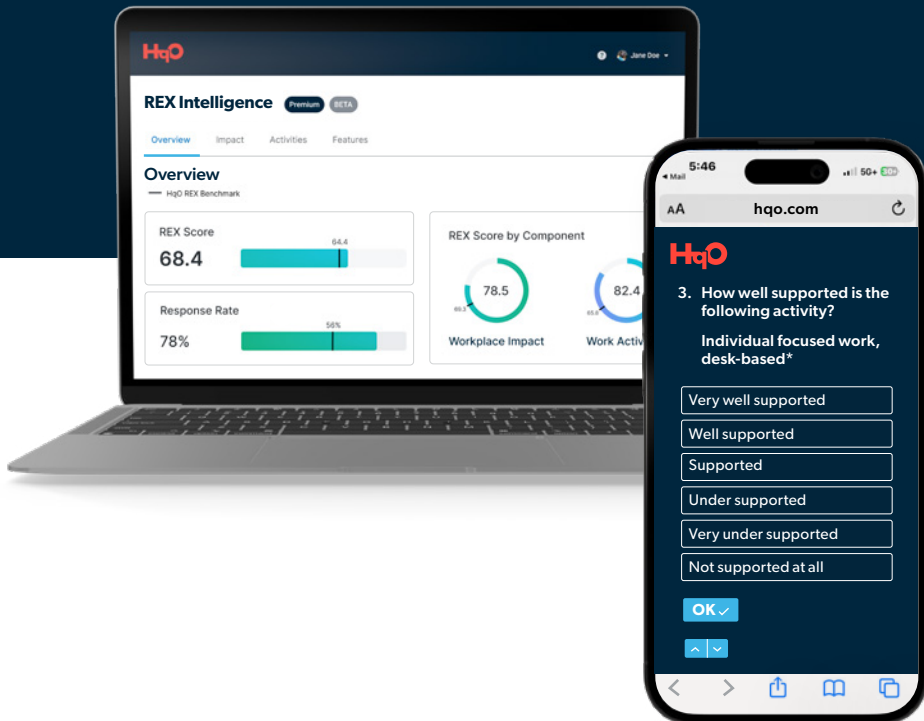 HqO
? Jane Doe
REX Intelligence Premium BETA
Overview Impact Activities Features
Overview
HqO REX Benchmark
REX Score
64.4
68.4
Response Rate
56%
78%
REX Score by Component
78.5
82.4
Workplace Impact
Work Activ
5:46
Mail
5G+ 30
AA hqo.com
HqO
3. How well supported is the
following activity?
Individual focused work,
desk-based*
Very well supported
Well supported
Supported
Under supported
Very under supported
Not supported at all
OK